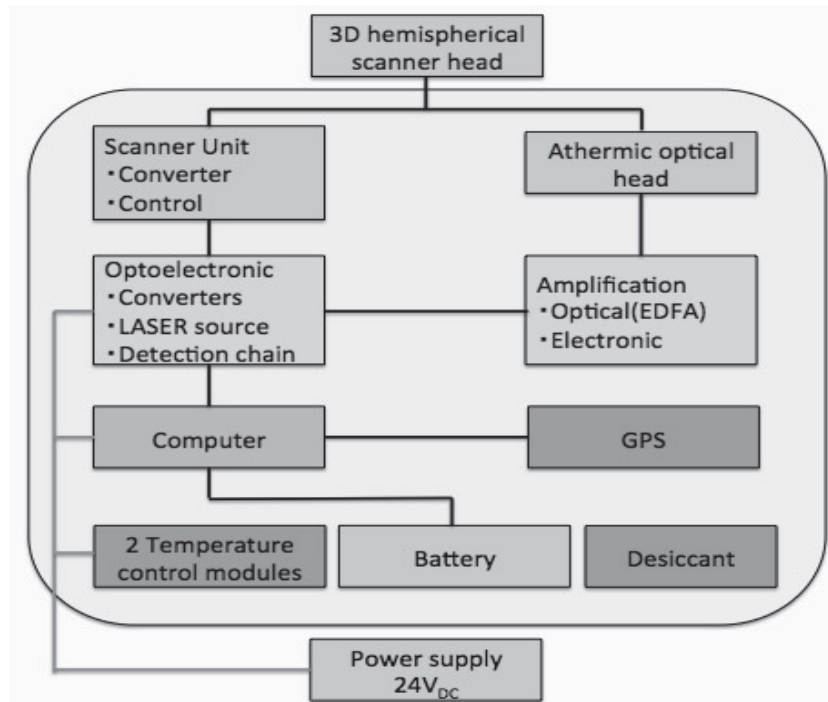 3D hemispherical
scanner head
Scanner Unit
・Converter
・Control
Athermic optical
head
Optoelectronic
・Converters
・LASER source
・Detection chain
Amplification
・Optical(EDFA)
・Electronic
Computer
GPS
2 Temperature
control modules
Battery
Desiccant
Power supply
24VDC